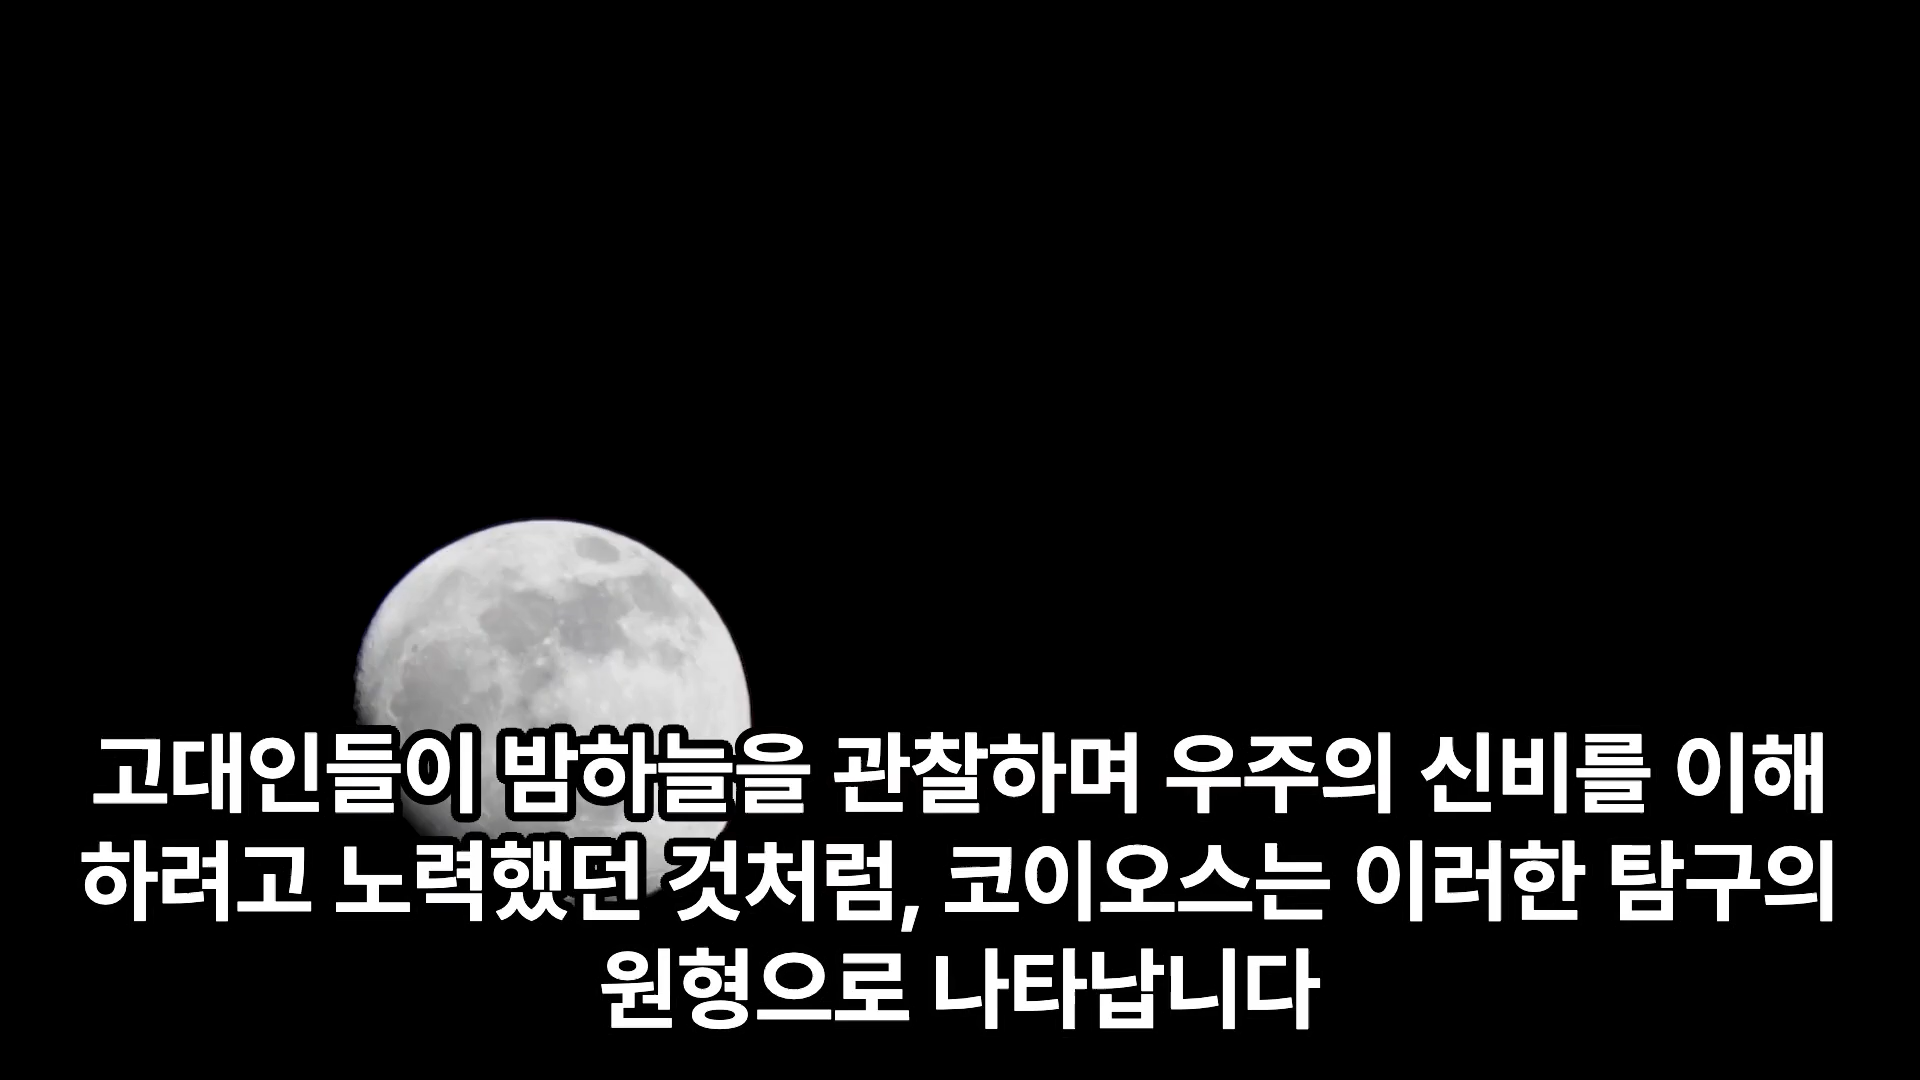 고대인들이 밤하늘을 관찰하며 우주의 신비를 이해
하려고 노력했던 것처럼, 코이오스는 이러한 탐구의
원형으로 나타납니다